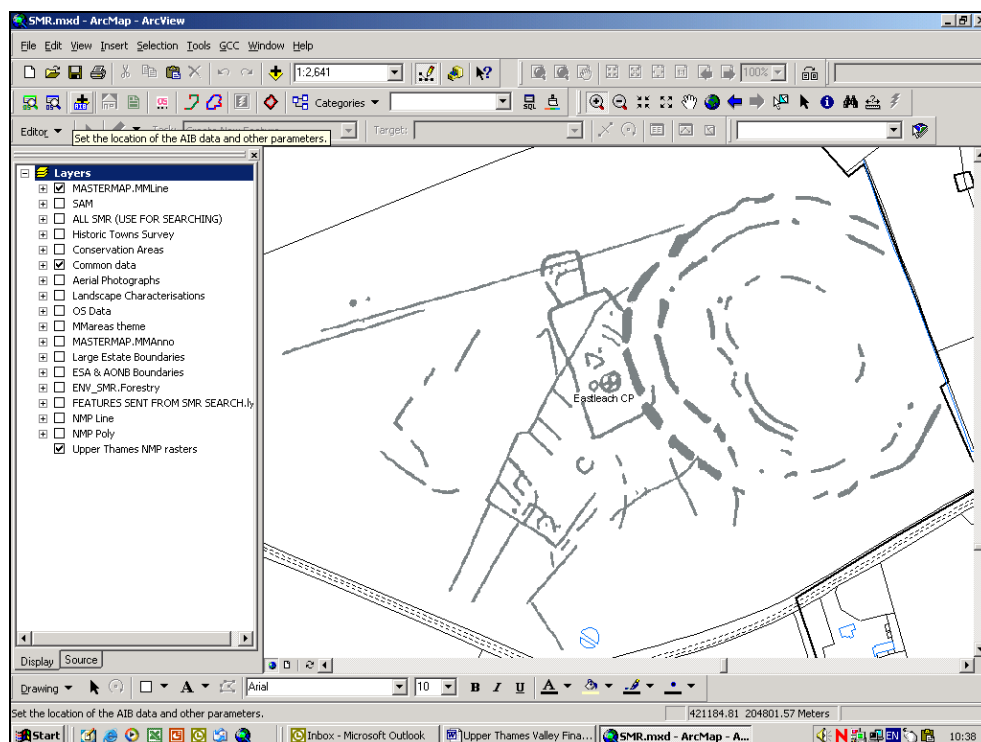 SMR.mxd - ArcMap - ArcView
File Edit View Insert Selection Tools GCC Window Help
1:2,641
100%
Categories
SQL
Editor
Target:
Set the location of the AIB data and other parameters.
Layers
MASTERMAP.MMLine
SAM
ALL SMR (USE FOR SEARCHING)
Historic Towns Survey
Conservation Areas
Common data
Aerial Photographs
Landscape Characterisations
OS Data
MMareas theme
MASTERMAP.MMAnno
Large Estate Boundaries
ESA & AONB Boundaries
ENV_SMR.Forestry
FEATURES SENT FROM SMR SEARCH.ly
NMP Line
NMP Poly
Upper Thames NMP rasters
Eastleach CP
Display Source
Drawing A Arial 10 B I U A
Set the location of the AIB data and other parameters. 421184.81 204801.57 Meters
Start Inbox - Microsoft Outlook Upper Thames Valley Fina... SMR.mxd - ArcMap - A... EN 10:38